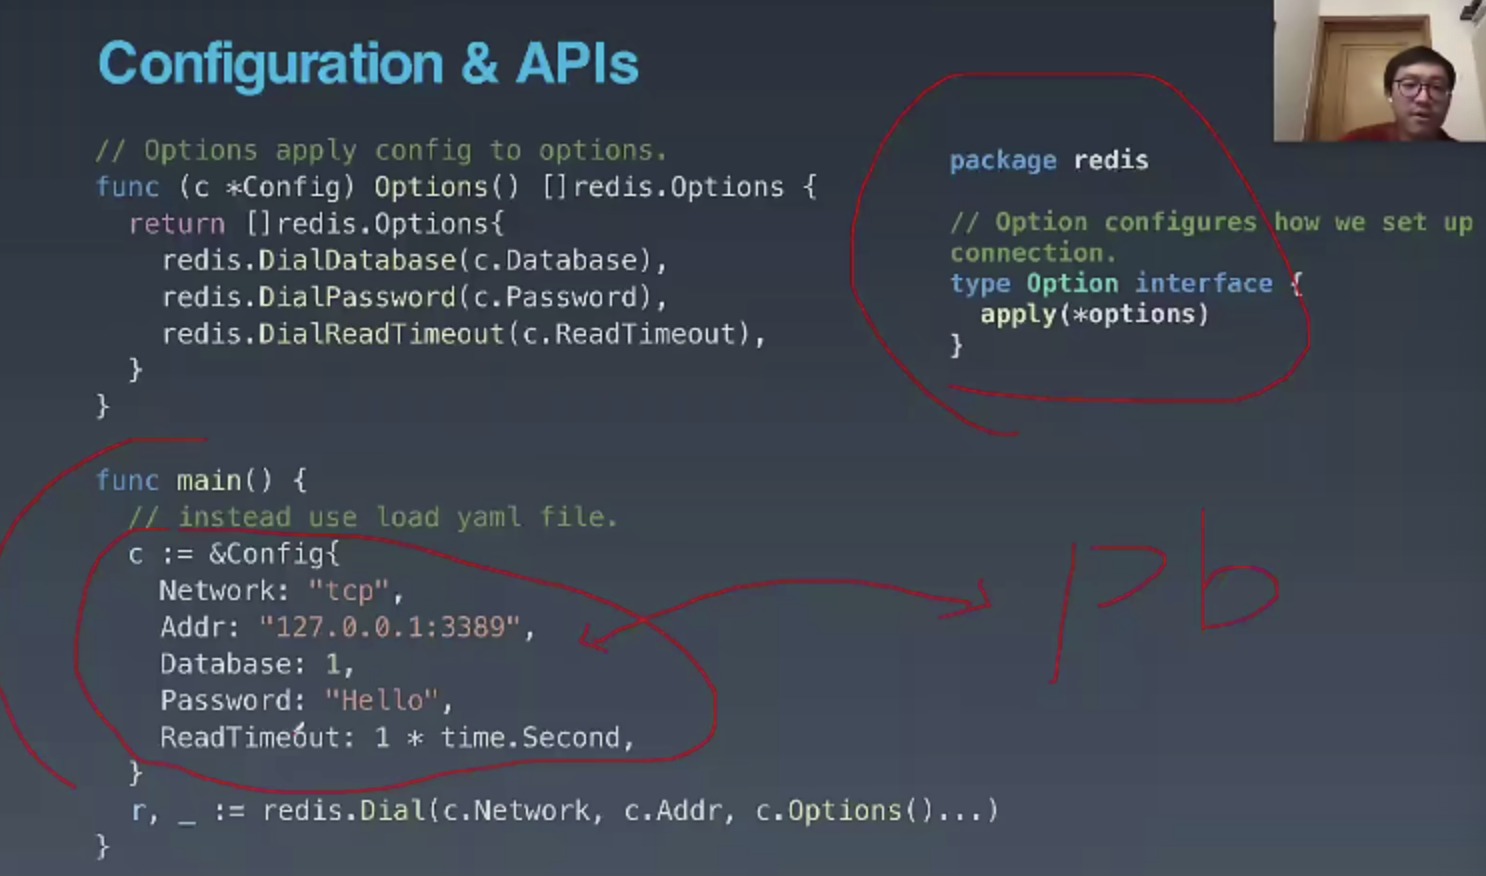 Configuration & APIs
// Options apply config to options.
func (c *Config) Options() []redis.Options {
return []redis.Options{
redis.DialDatabase(c.Database),
redis.DialPassword(c.Password),
redis.DialReadTimeout(c.ReadTimeout),
}
}
func main() {
// instead use load yaml file.
c := &Config{
Network: "tcp",
Addr: "127.0.0.1:3389",
Database: 1,
Password: "Hello",
ReadTimeout: 1 * time.Second,
}
r, _ := redis.Dial(c.Network, c.Addr, c.Options()...)
}
package redis
// Option configures how we set up
connection.
type Option interface {
apply(*options)
}
Pb